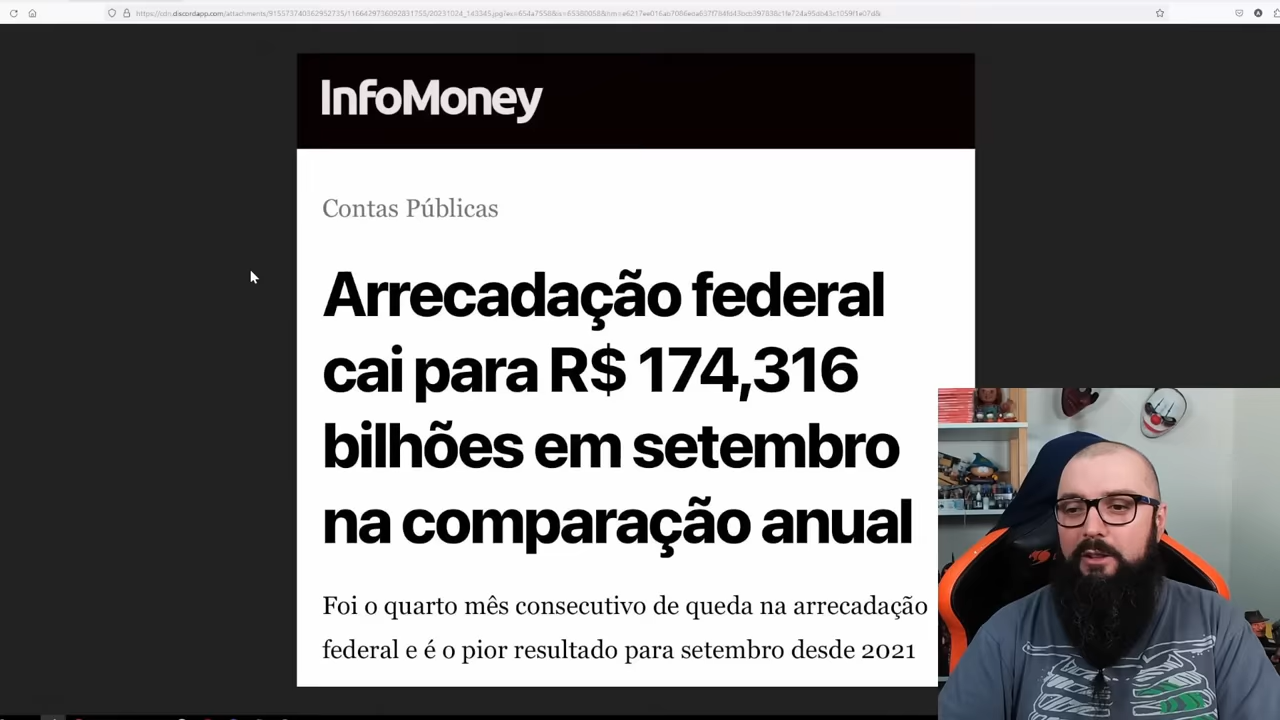 InfoMoney
Contas Públicas
Arrecadação federal
cai para R$ 174,316
bilhões em setembro
na comparação anual
Foi o quarto mês consecutivo de queda na arrecadação
federal e é o pior resultado para setembro desde 2021